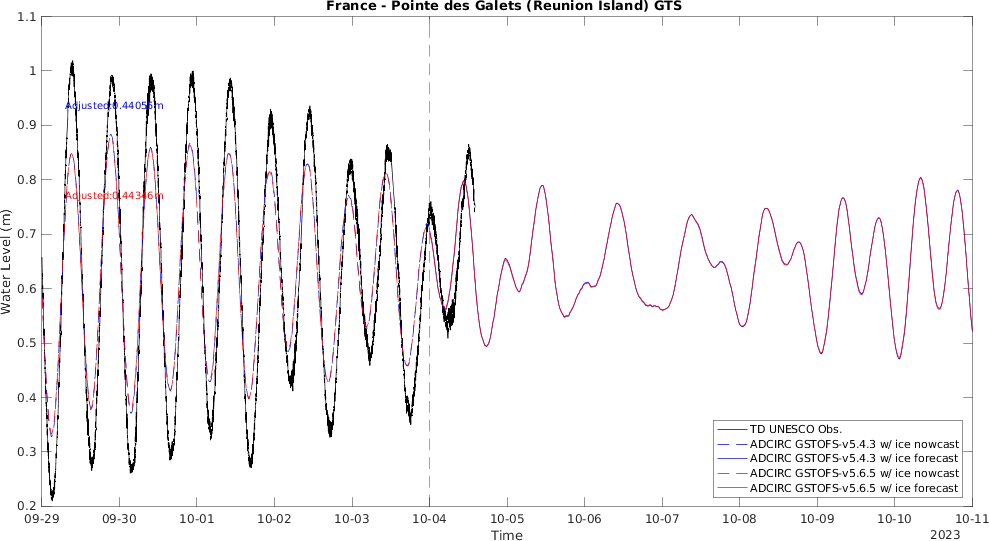 France - Pointe des Galets (Reunion Island) GTS
1.1
1
0.9
0.8
0.7
0.6
0.5
0.4
0.3
0.2
Water Level (m)
Adjusted:0.44055m
Adjusted:0.44346m
TD UNESCO Obs.
ADCIRC GSTOFS-v5.4.3 w/ ice nowcast
ADCIRC GSTOFS-v5.4.3 w/ ice forecast
ADCIRC GSTOFS-v5.6.5 w/ ice nowcast
ADCIRC GSTOFS-v5.6.5 w/ ice forecast
09-29 09-30 10-01 10-02 10-03 10-04 10-05 10-06 10-07 10-08 10-09 10-10 10-11
Time
2023